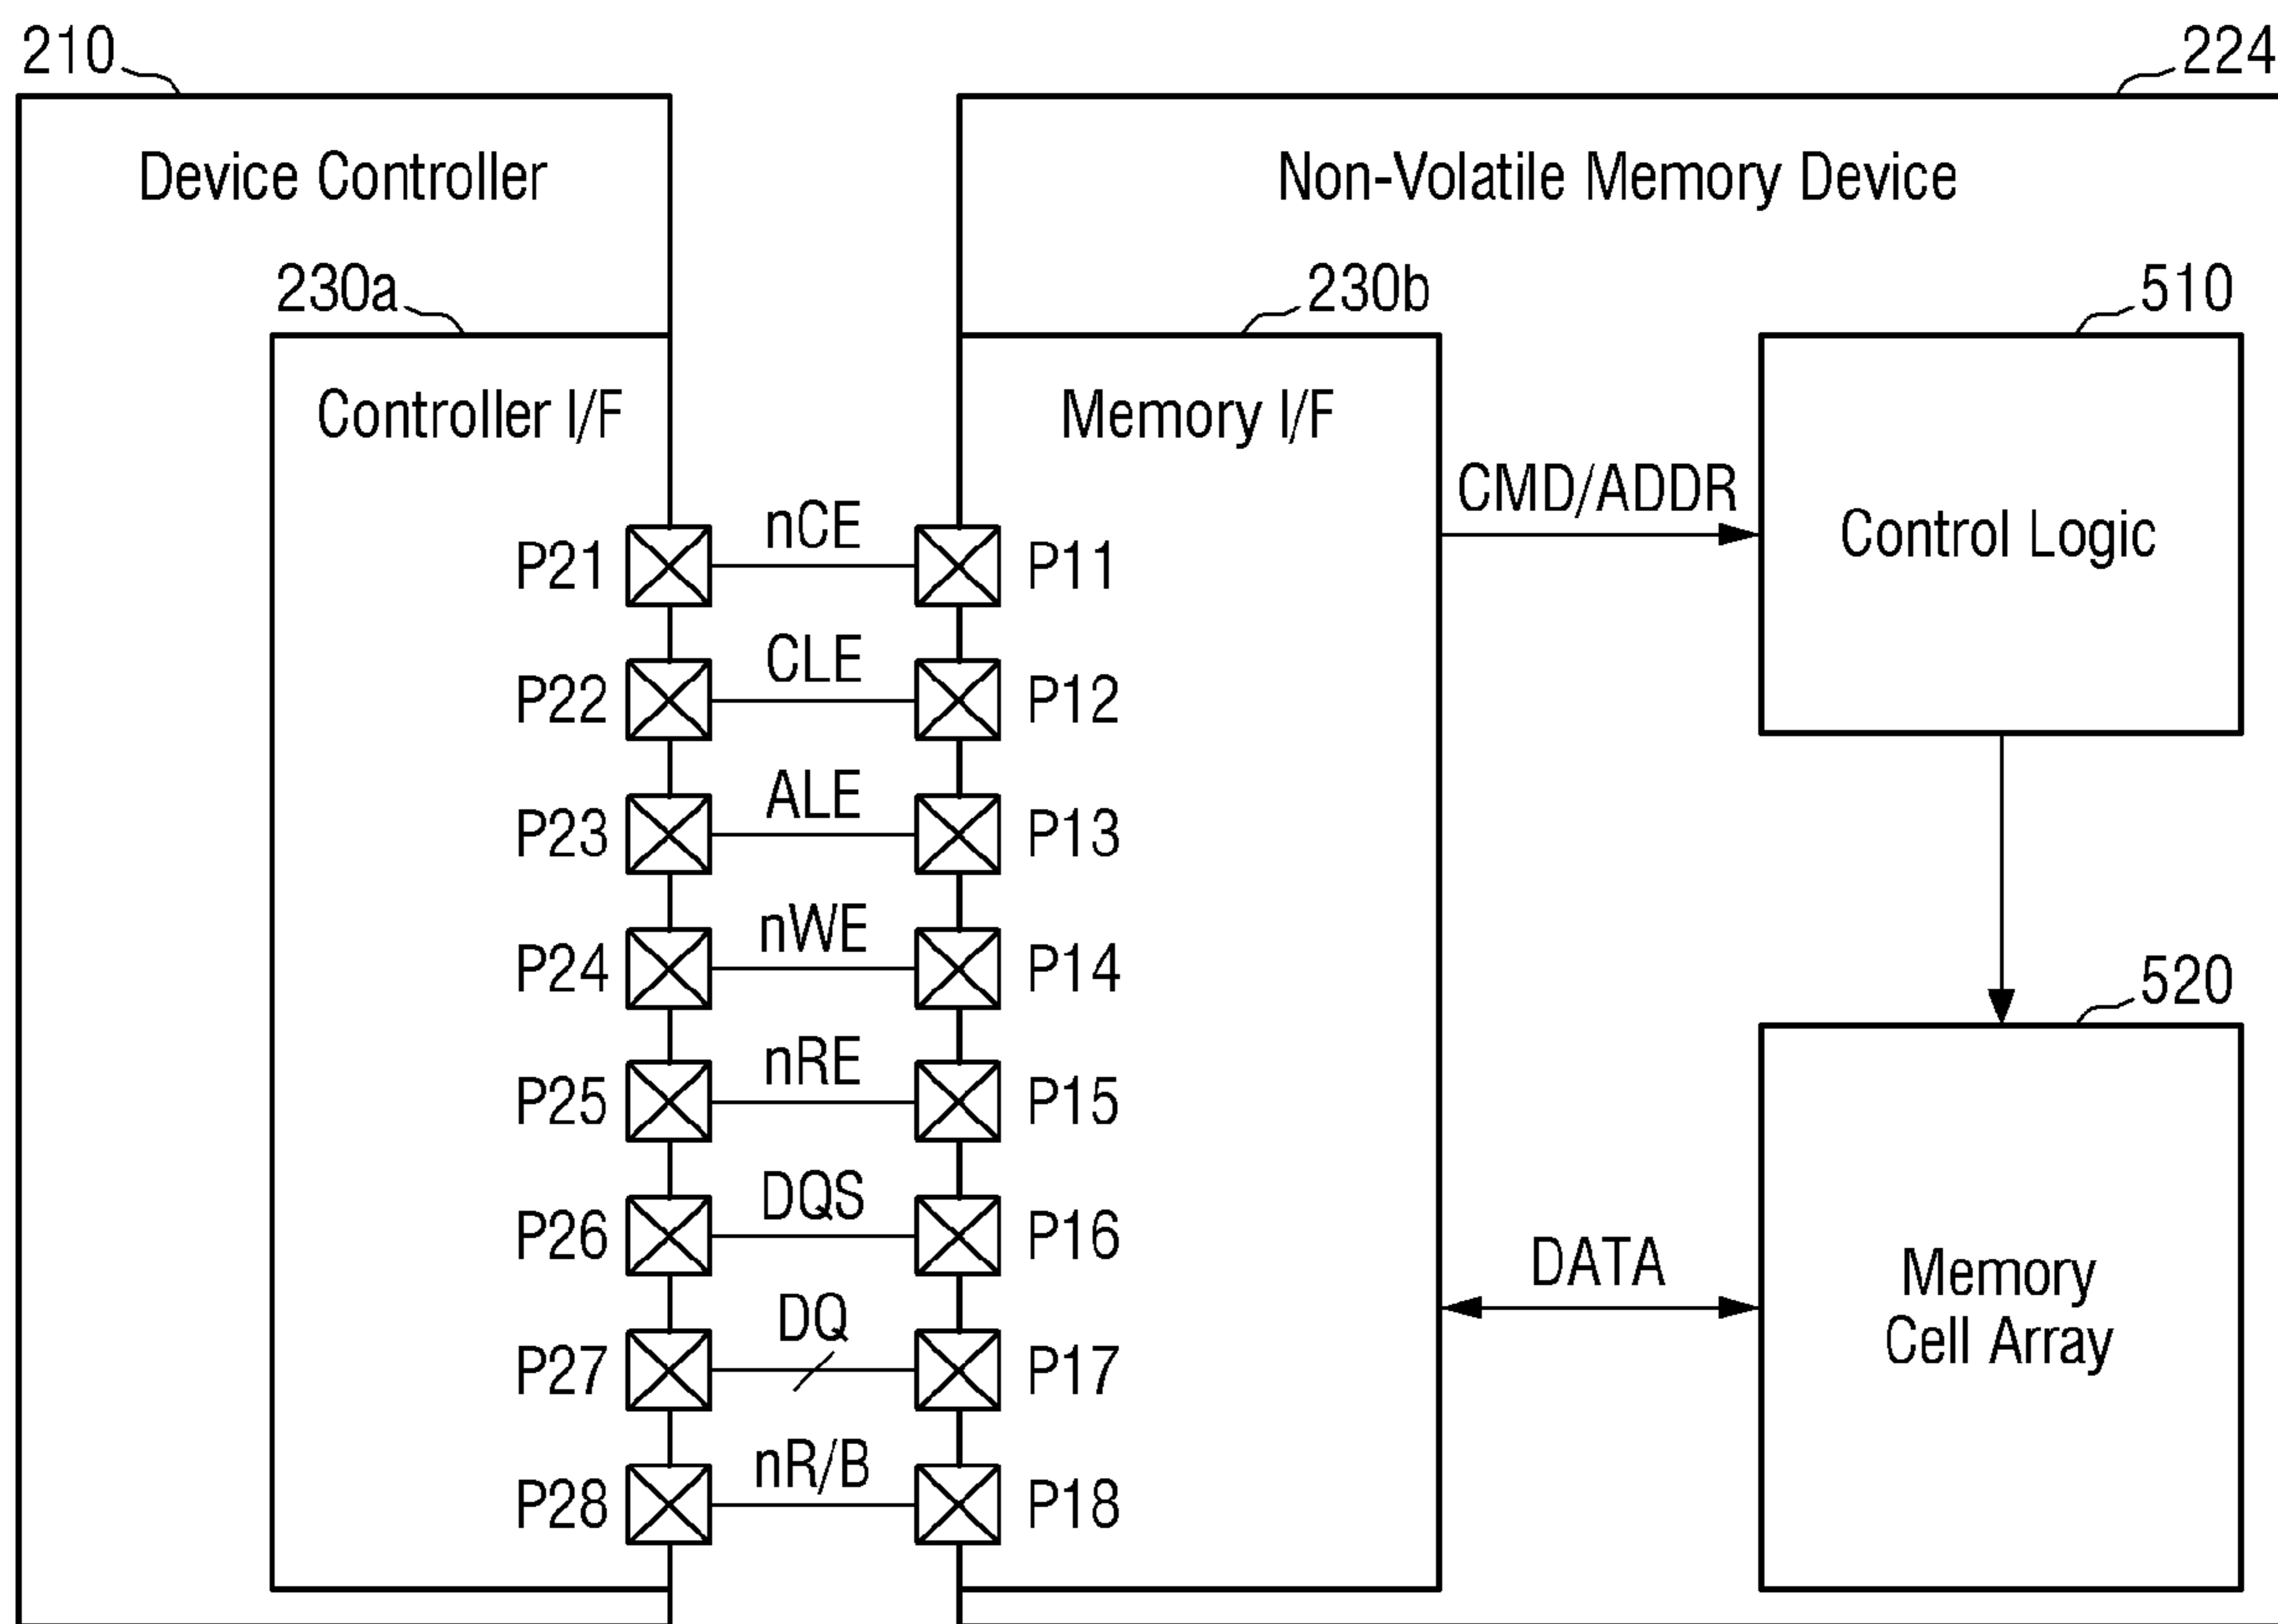 210
224
Device Controller
Non-Volatile Memory Device
230a
230b
510
Controller I/F
Memory I/F
CMD/ADDR
Control Logic
P21
nCE
P11
P22
CLE
P12
P23
ALE
P13
P24
nWE
P14
520
P25
nRE
P15
P26
DQS
P16
DATA
Memory
Cell Array
P27
DQ
P17
P28
nR/B
P18